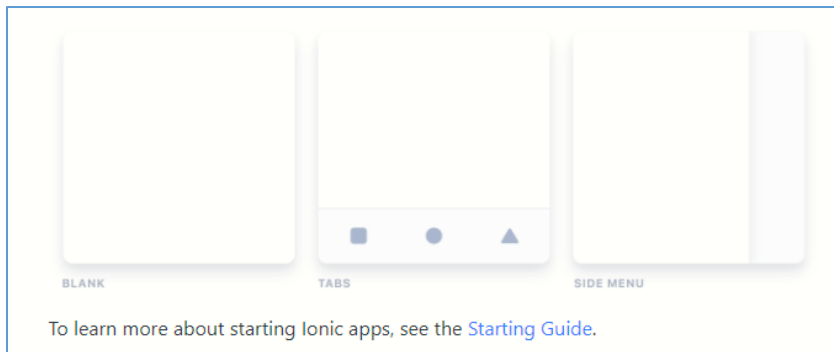 BLANK
TABS
SIDE MENU
To learn more about starting Ionic apps, see the Starting Guide.